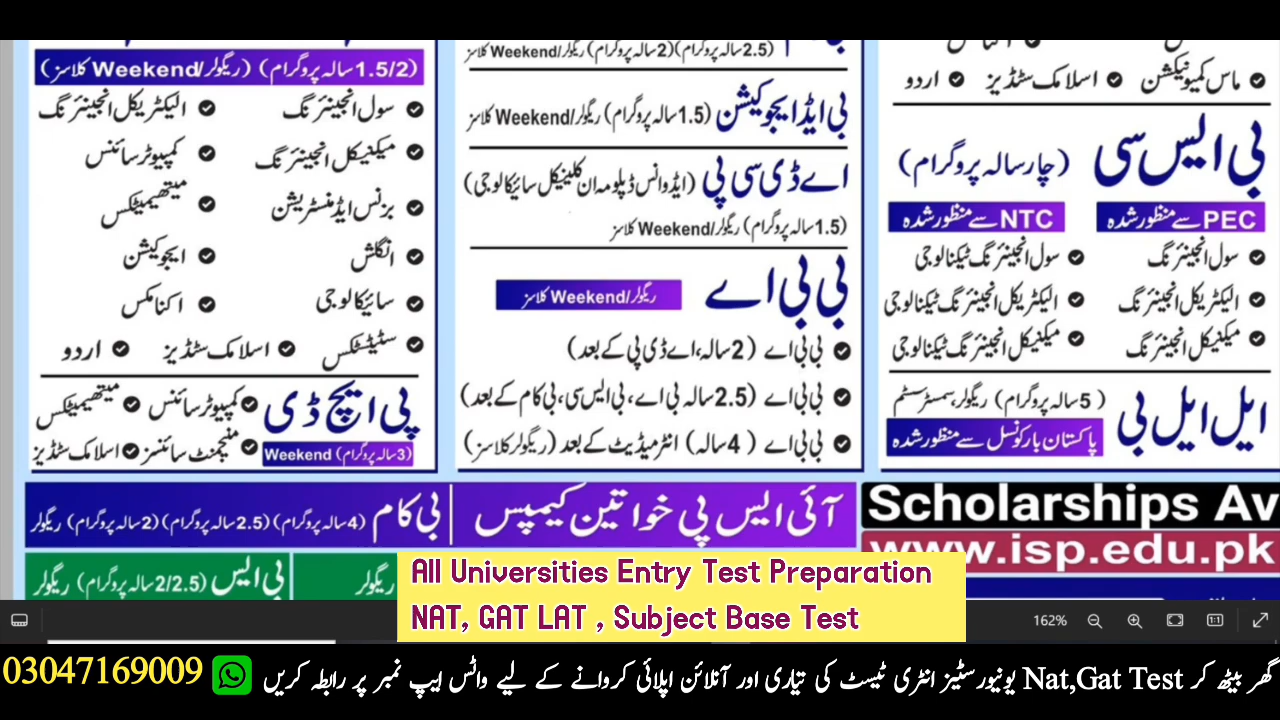 ماس کمیونیکیشن اسلامک سٹڈیز اردو
بی ایس سی (چار سالہ پروگرام)
PEC سے منظور شدہ
NTC سے منظور شدہ
سول انجینئرنگ
سول انجینئرنگ ٹیکنالوجی
الیکٹریکل انجینئرنگ
الیکٹریکل انجینئرنگ ٹیکنالوجی
میکنیکل انجینئرنگ
میکنیکل انجینئرنگ ٹیکنالوجی
ایل ایل بی (5 سالہ پروگرام) ریگولر، سمسٹر سسٹم
پاکستان بار کونسل سے منظور شدہ
(2.5 سالہ پروگرام)(2 سالہ پروگرام) ریگولر/Weekend کلاسز
بی ایڈ ایجوکیشن (1.5 سالہ پروگرام) ریگولر/Weekend کلاسز
اے ڈی سی پی (ایڈوانس ڈپلومہ ان کلینیکل سائیکالوجی)
(1.5 سالہ پروگرام) ریگولر/Weekend کلاسز
بی بی اے ریگولر/Weekend کلاسز
بی بی اے (2 سالہ، اے ڈی پی کے بعد)
بی بی اے (2.5 سالہ بی اے، بی ایس سی، بی کام کے بعد)
بی بی اے (4 سالہ) انٹرمیڈیٹ کے بعد (ریگولر کلاسز)
(1.5/2 سالہ پروگرام) (ریگولر/Weekend کلاسز)
سول انجینئرنگ الیکٹریکل انجینئرنگ
میکنیکل انجینئرنگ کمپیوٹر سائنس
بزنس ایڈمنسٹریشن میتھیمیٹکس
انگلش ایجوکیشن
سائیکالوجی اکنامکس
سٹیٹسٹکس اسلامک سٹڈیز اردو
پی ایچ ڈی کمپیوٹر سائنس میتھیمیٹکس
(3 سالہ پروگرام) Weekend منیجمنٹ سائنسز اسلامک سٹڈیز
آئی ایس پی خواتین کیمپس | بی کام (4 سالہ پروگرام)(2.5 سالہ پروگرام)(2 سالہ پروگرام) ریگولر
Scholarships Av
www.isp.edu.pk
ریگولر
بی ایس (2/2.5 سالہ پروگرام) ریگولر
All Universities Entry Test Preparation
NAT, GAT LAT , Subject Base Test
162%
1:1
گھر بیٹھ کر Nat,Gat Test یونیورسٹیز انٹری ٹیسٹ کی تیاری اور آنلائن اپلائی کروانے کے لیے واٹس ایپ نمبر پر رابطہ کریں 03047169009